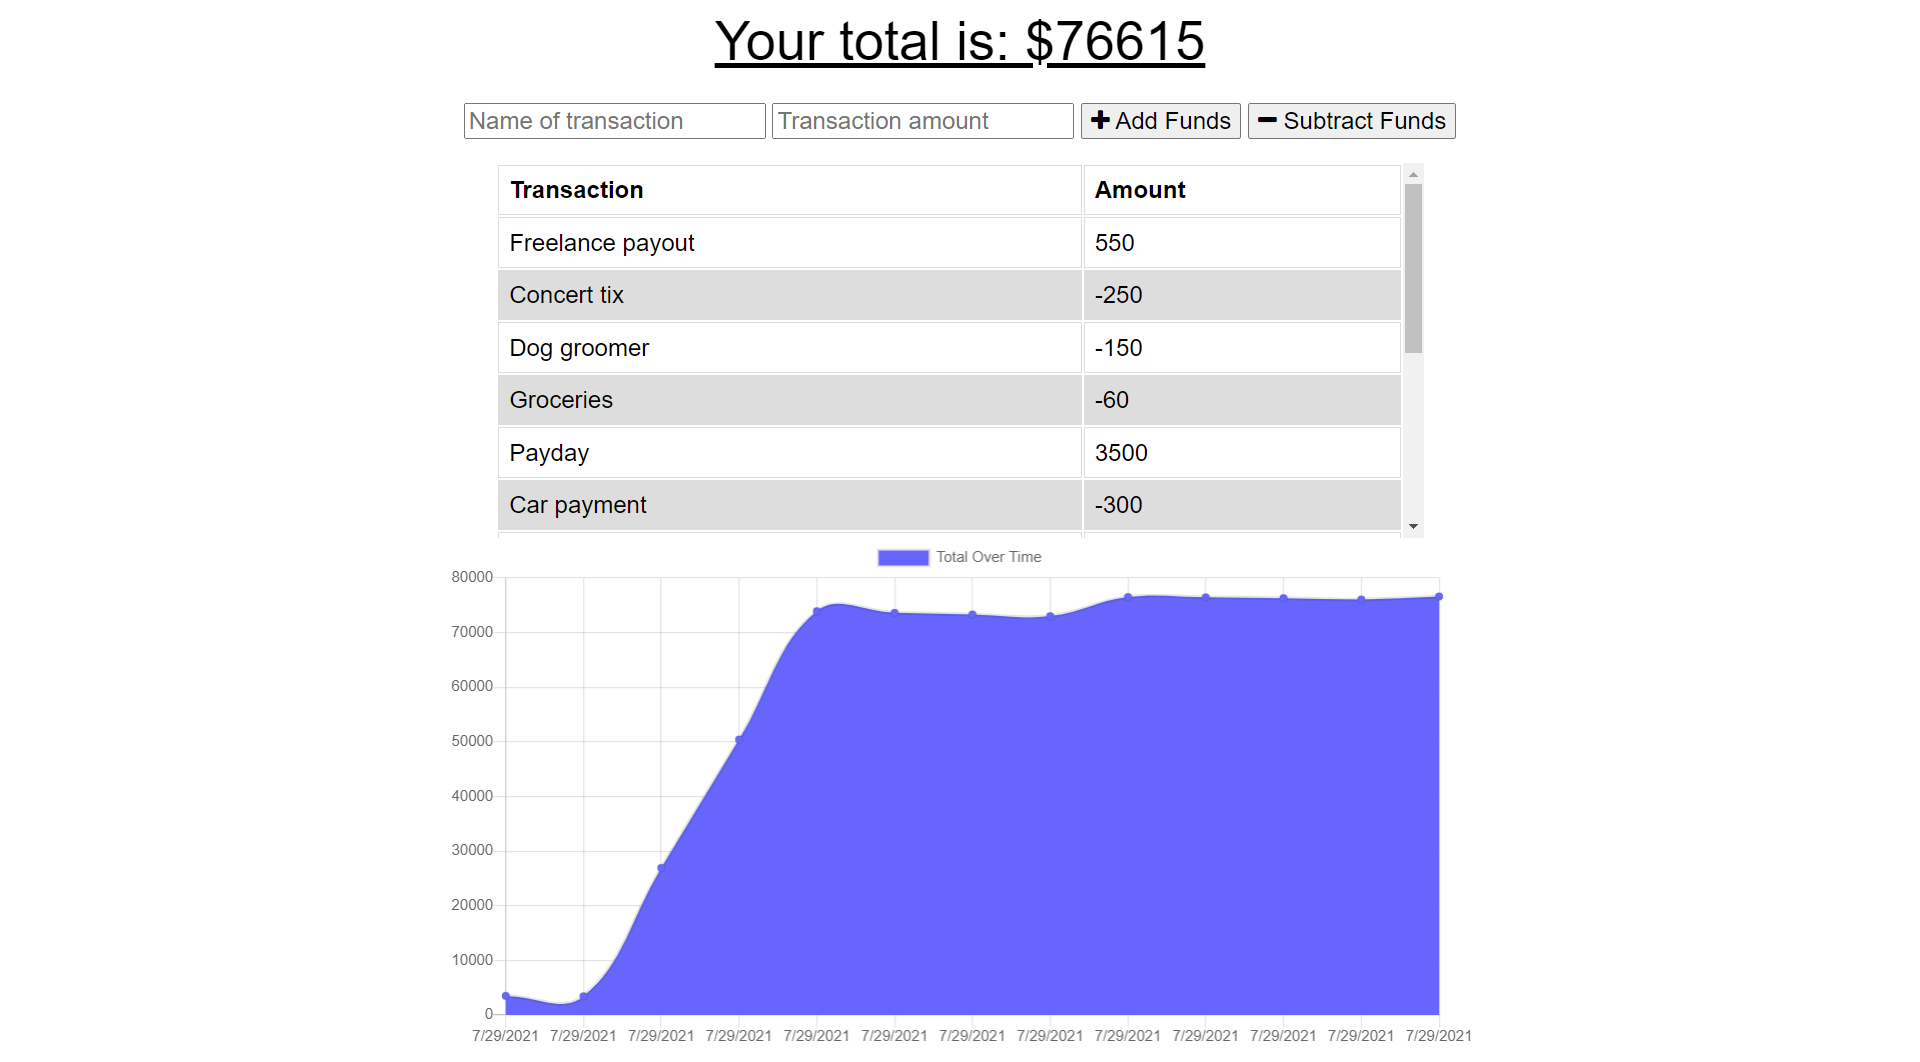 Your total is: $76615
Name of transaction Transaction amount Add Funds Subtract Funds
Transaction Amount
Freelance payout 550
Concert tix -250
Dog groomer -150
Groceries -60
Payday 3500
Car payment -300
Total Over Time
80000
70000
60000
50000
40000
30000
20000
10000
0
7/29/2021 7/29/2021 7/29/2021 7/29/2021 7/29/2021 7/29/2021 7/29/2021 7/29/2021 7/29/2021 7/29/2021 7/29/2021 7/29/2021 7/29/2021